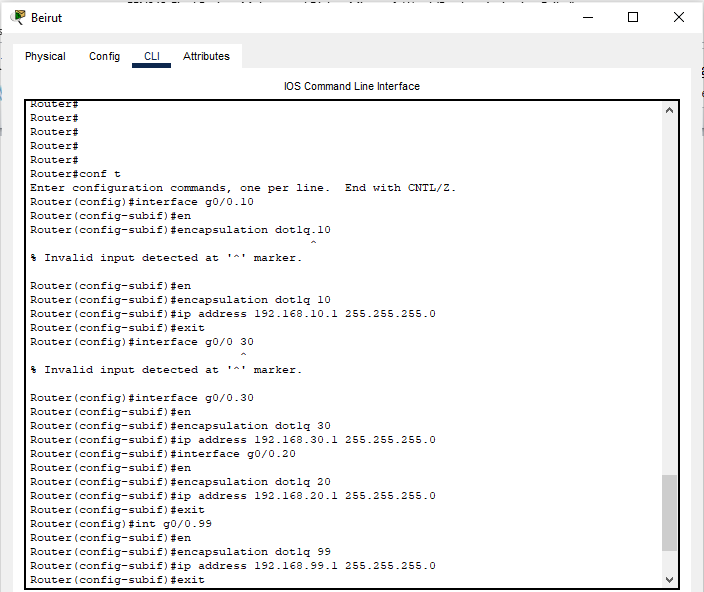 Beirut
Physical Config CLI Attributes
IOS Command Line Interface
Router#
Router#
Router#
Router#
Router#
Router#conf t
Enter configuration commands, one per line.  End with CNTL/Z.
Router(config)#interface g0/0.10
Router(config-subif)#en
Router(config-subif)#encapsulation dot1q.10
^
% Invalid input detected at '^' marker.
Router(config-subif)#en
Router(config-subif)#encapsulation dot1q 10
Router(config-subif)#ip address 192.168.10.1 255.255.255.0
Router(config-subif)#exit
Router(config)#interface g0/0 30
^
% Invalid input detected at '^' marker.
Router(config)#interface g0/0.30
Router(config-subif)#en
Router(config-subif)#encapsulation dot1q 30
Router(config-subif)#ip address 192.168.30.1 255.255.255.0
Router(config-subif)#interface g0/0.20
Router(config-subif)#en
Router(config-subif)#encapsulation dot1q 20
Router(config-subif)#ip address 192.168.20.1 255.255.255.0
Router(config-subif)#exit
Router(config)#int g0/0.99
Router(config-subif)#en
Router(config-subif)#encapsulation dot1q 99
Router(config-subif)#ip address 192.168.99.1 255.255.255.0
Router(config-subif)#exit